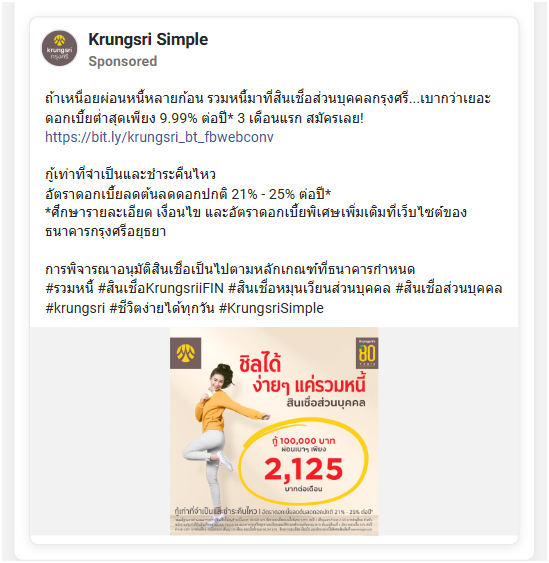 Krungsri Simple
Sponsored
krungsri
กรุงศรี
ถ้าเหนื่อยผ่อนหนี้หลายก้อน รวมหนี้มาที่สินเชื่อส่วนบุคคลกรุงศรี...เบากว่าเยอะ
ดอกเบี้ยต่ำสุดเพียง 9.99% ต่อปี* 3 เดือนแรก สมัครเลย!
https://bit.ly/krungsri_bt_fbwebconv
กู้เท่าที่จำเป็นและชำระคืนไหว
อัตราดอกเบี้ยลดต้นลดดอกปกติ 21% - 25% ต่อปี*
*ศึกษารายละเอียด เงื่อนไข และอัตราดอกเบี้ยพิเศษเพิ่มเติมที่เว็บไซต์ของ
ธนาคารกรุงศรีอยุธยา
การพิจารณาอนุมัติสินเชื่อเป็นไปตามหลักเกณฑ์ที่ธนาคารกำหนด
#รวมหนี้ #สินเชื่อKrungsriiFIN #สินเชื่อหมุนเวียนส่วนบุคคล #สินเชื่อส่วนบุคคล
#krungsri #ชีวิตง่ายได้ทุกวัน #KrungsriSimple
80
ชิลได้
ง่ายๆ แค่รวมหนี้
สินเชื่อส่วนบุคคล
กู้ 100,000 บาท
ผ่อนเบาๆ เพียง
2,125
บาทต่อเดือน
กู้เท่าที่จำเป็นและชำระคืนไหว | อัตราดอกเบี้ยลดต้นลดดอกปกติ 21% - 25% ต่อปี*